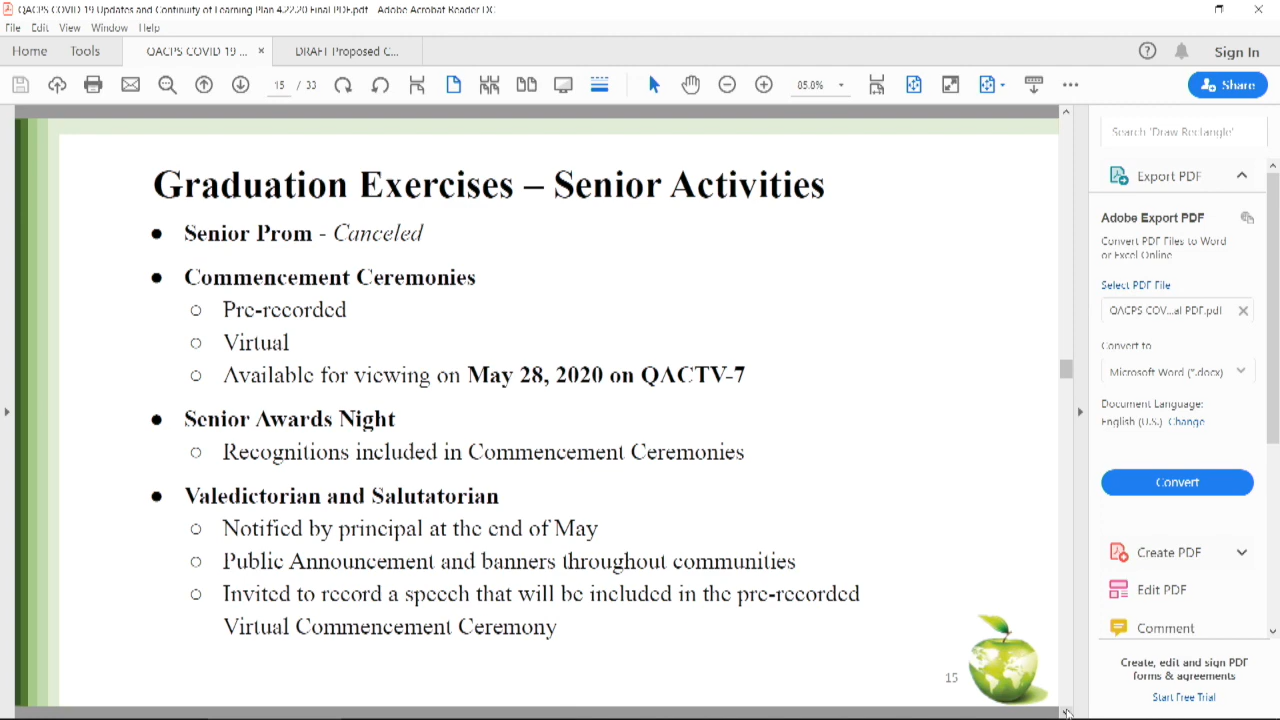 QACPS COVID-19 Updates and Continuity of Learning Plan 4.22.20 Final PDF.pdf - Adobe Acrobat Reader DC
File Edit View Window Help
Home Tools QACPS COVID 19 ... × DRAFT Proposed C... Sign In
15 / 33 85.8% Share
Graduation Exercises – Senior Activities
● Senior Prom - Canceled
● Commencement Ceremonies
○ Pre-recorded
○ Virtual
○ Available for viewing on May 28, 2020 on QACTV-7
● Senior Awards Night
○ Recognitions included in Commencement Ceremonies
● Valedictorian and Salutatorian
○ Notified by principal at the end of May
○ Public Announcement and banners throughout communities
○ Invited to record a speech that will be included in the pre-recorded
Virtual Commencement Ceremony
15
Search 'Draw Rectangle'
Export PDF
Adobe Export PDF
Convert PDF Files to Word
or Excel Online
Select PDF File
QACPS COV...al PDF.pdf
Convert to
Microsoft Word (*.docx)
Document Language:
English (U.S.) Change
Convert
Create PDF
Edit PDF
Comment
Create, edit and sign PDF
forms & agreements
Start Free Trial